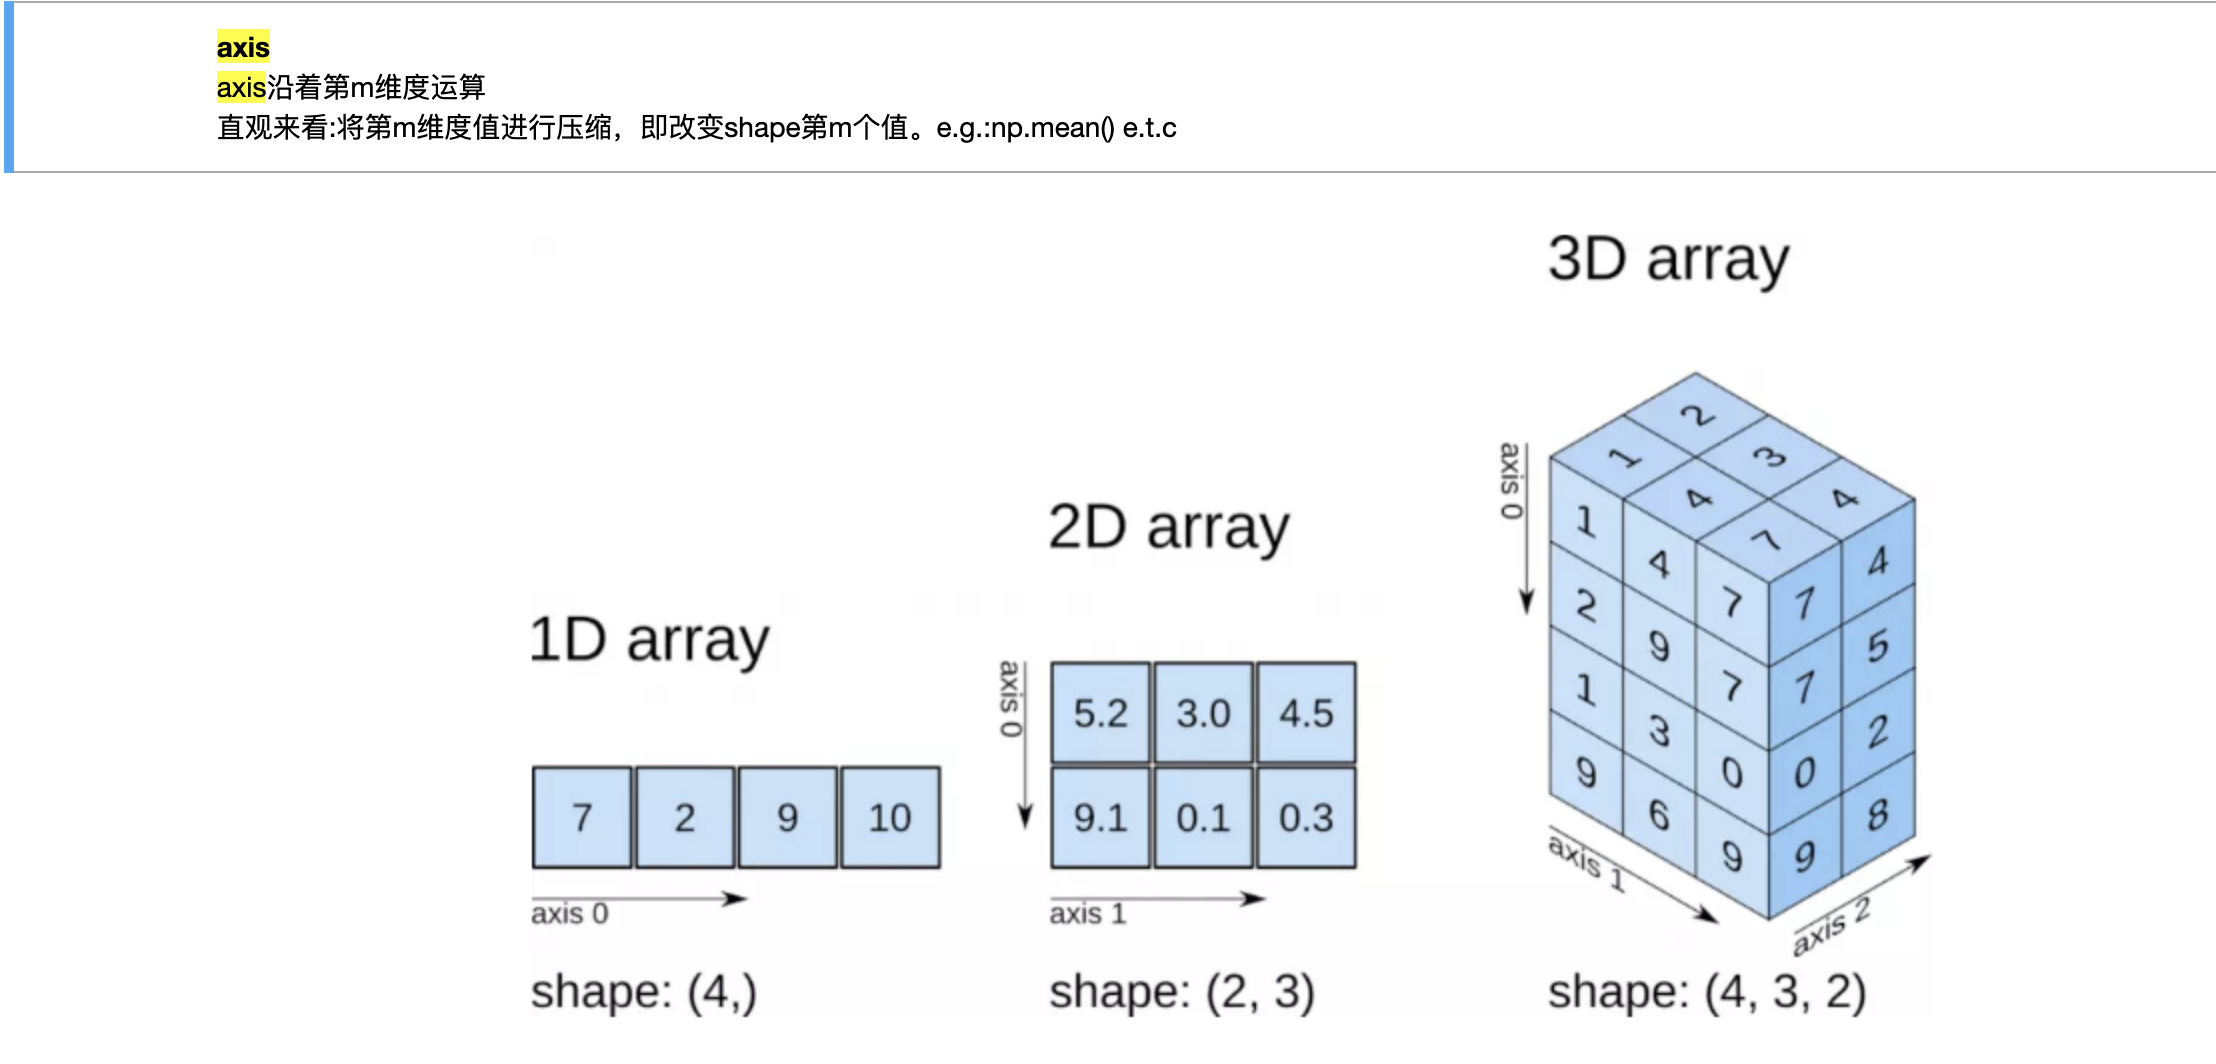 axis
axis沿着第m维度运算
直观来看:将第m维度值进行压缩，即改变shape第m个值。e.g.:np.mean() e.t.c
3D array
2
1
3
4
4
7
axis 0
1
4
7
7
4
2
9
7
7
5
1
3
0
0
2
9
6
9
9
8
axis 1
axis 2
shape: (4, 3, 2)
2D array
axis 0
5.2 3.0 4.5
9.1 0.1 0.3
axis 1
shape: (2, 3)
1D array
7 2 9 10
axis 0
shape: (4,)